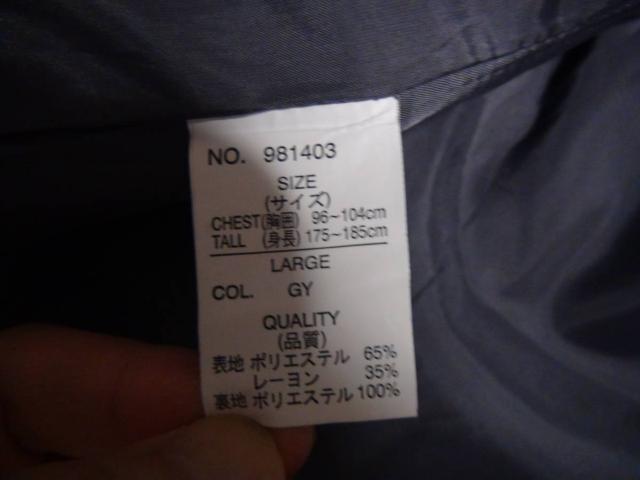 NO. 981403
SIZE
(サイズ)
CHEST(胸囲) 96~104cm
TALL (身長) 175~185cm
LARGE
COL. GY
QUALITY
(品質)
表地 ポリエステル 65%
レーヨン 35%
裏地 ポリエステル 100%